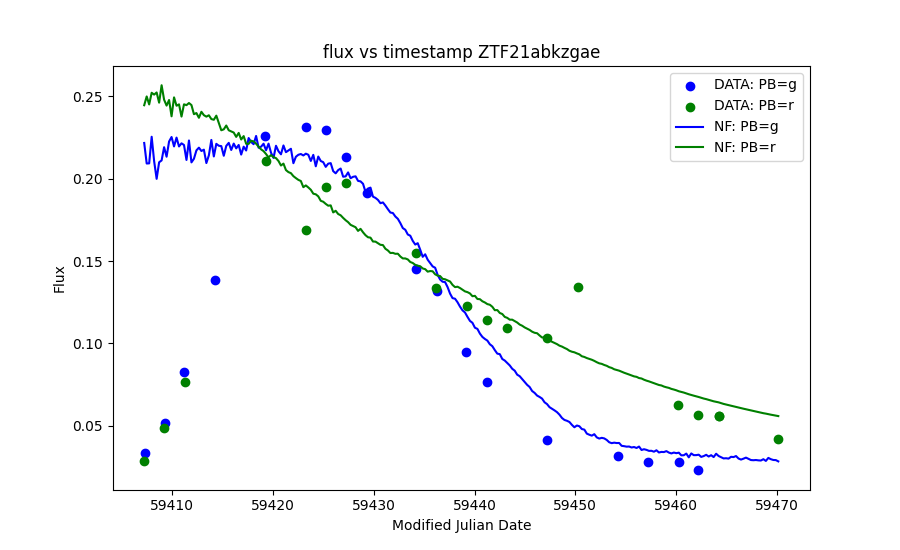 flux vs timestamp ZTF21abkzgae
DATA: PB=g
DATA: PB=r
NF: PB=g
NF: PB=r
0.25
0.20
0.15
0.10
0.05
Flux
59410
59420
59430
59440
59450
59460
59470
Modified Julian Date